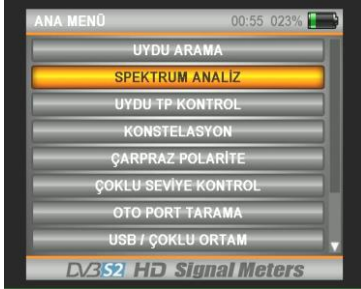 ANA MENÜ 00:55 023%
UYDU ARAMA
SPEKTRUM ANALİZ
UYDU TP KONTROL
KONSTELASYON
ÇARPRAZ POLARİTE
ÇOKLU SEVİYE KONTROL
OTO PORT TARAMA
USB / ÇOKLU ORTAM
DVB S2 HD Signal Meters